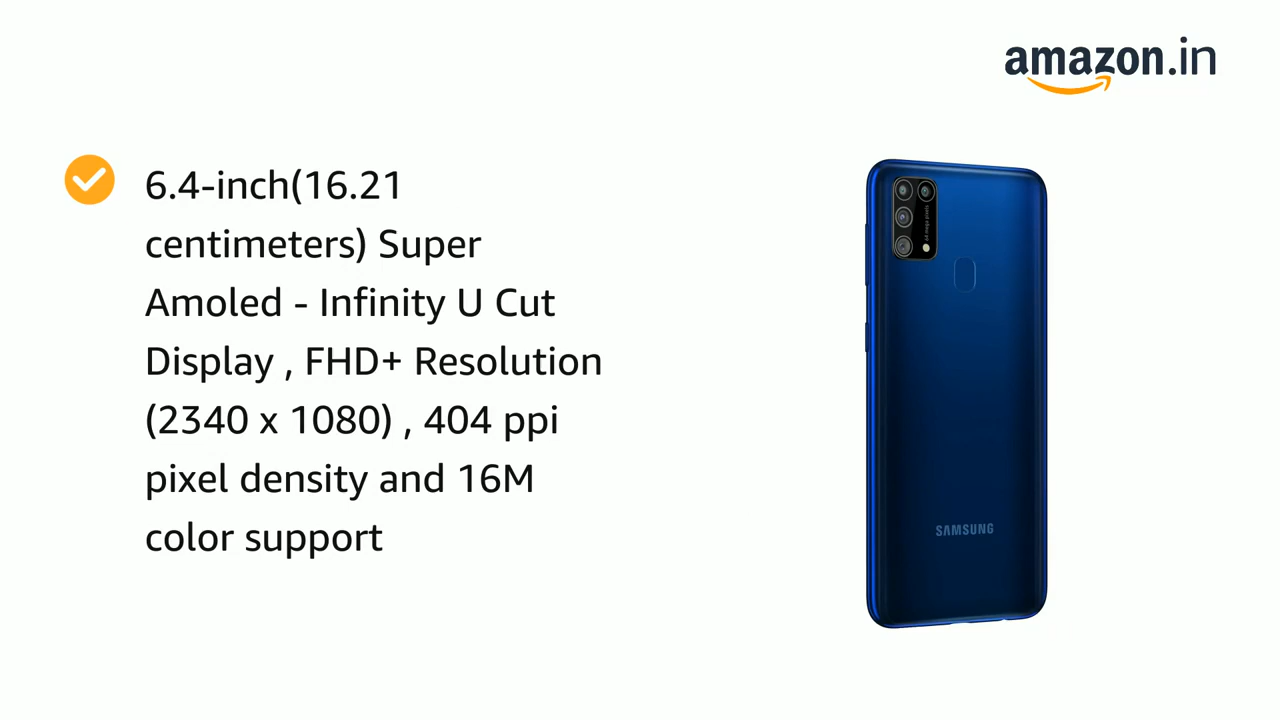 amazon.in
6.4-inch(16.21
centimeters) Super
Amoled - Infinity U Cut
Display , FHD+ Resolution
(2340 x 1080) , 404 ppi
pixel density and 16M
color support
SAMSUNG